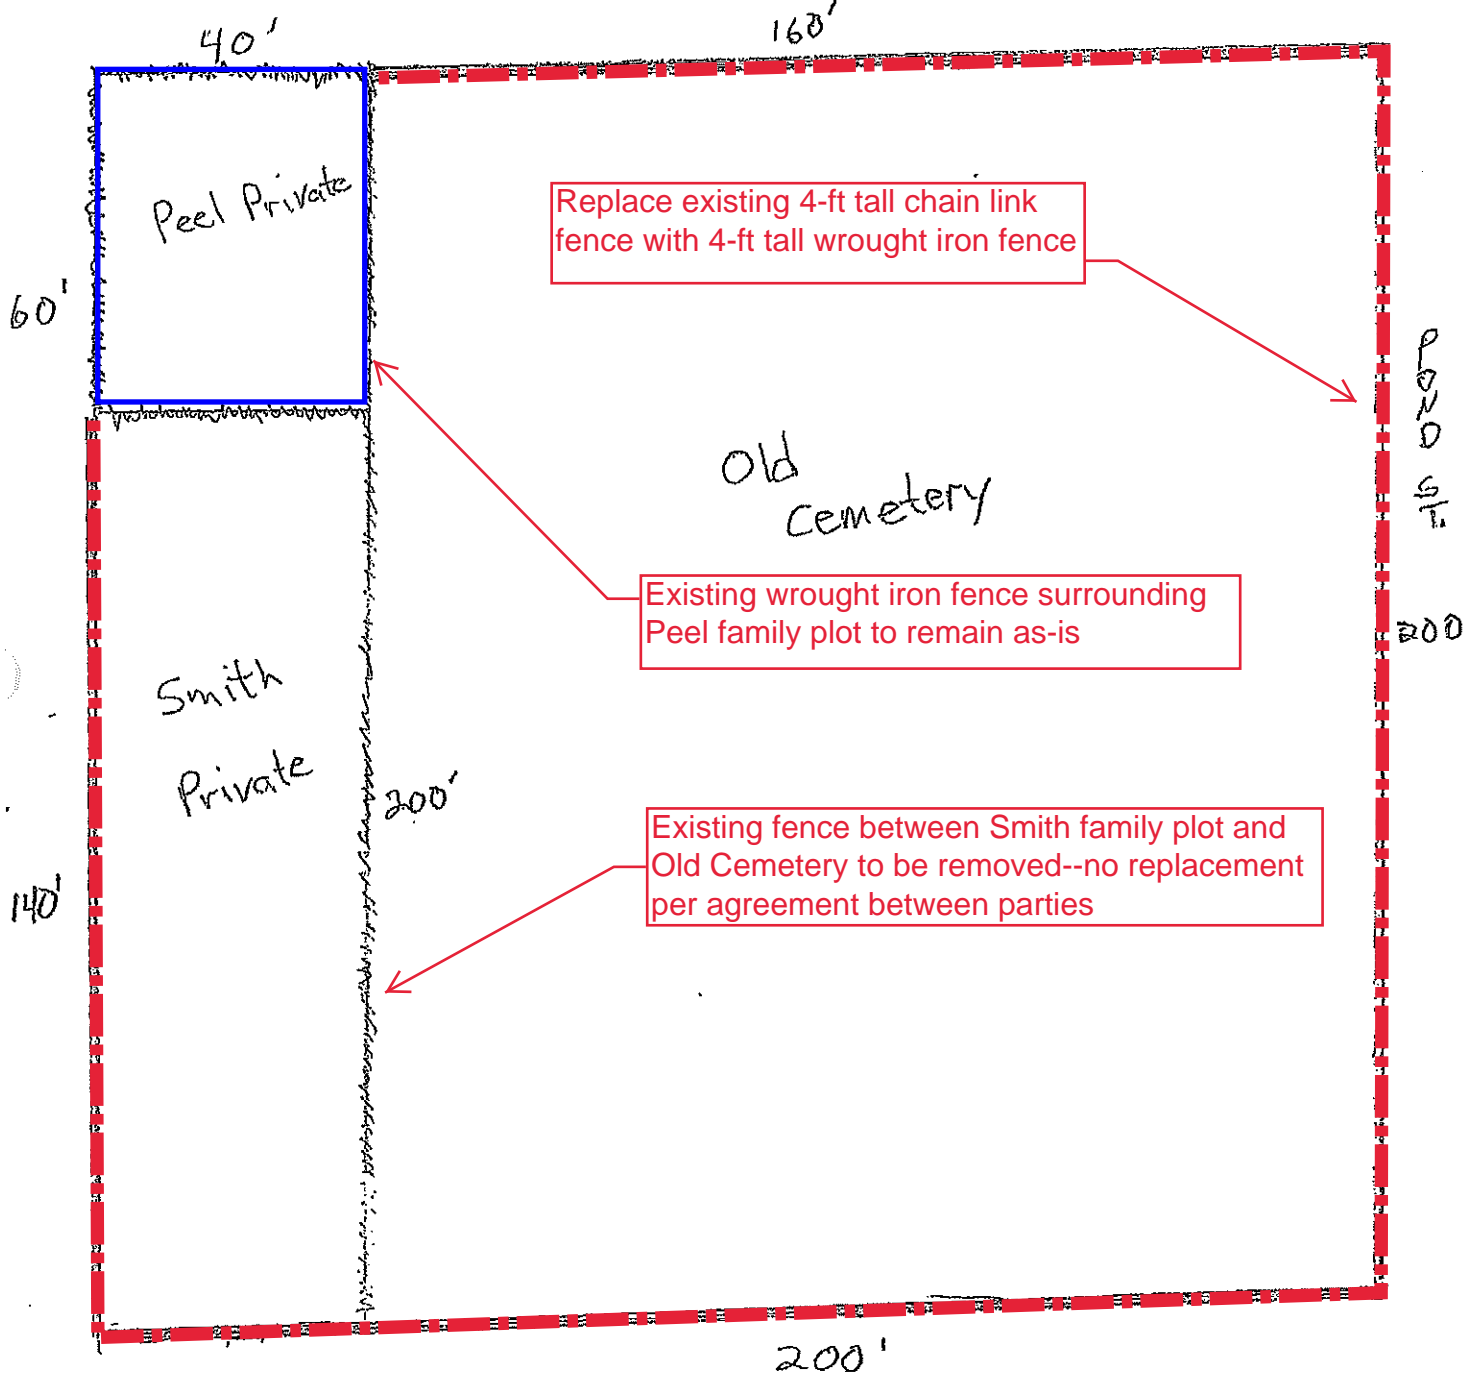 40'
160'
Peel Private
Replace existing 4-ft tall chain link
fence with 4-ft tall wrought iron fence
60'
POND ST.
Old
Cemetery
Existing wrought iron fence surrounding
Peel family plot to remain as-is
200
Smith
Private
200'
Existing fence between Smith family plot and
Old Cemetery to be removed--no replacement
per agreement between parties
140'
200'